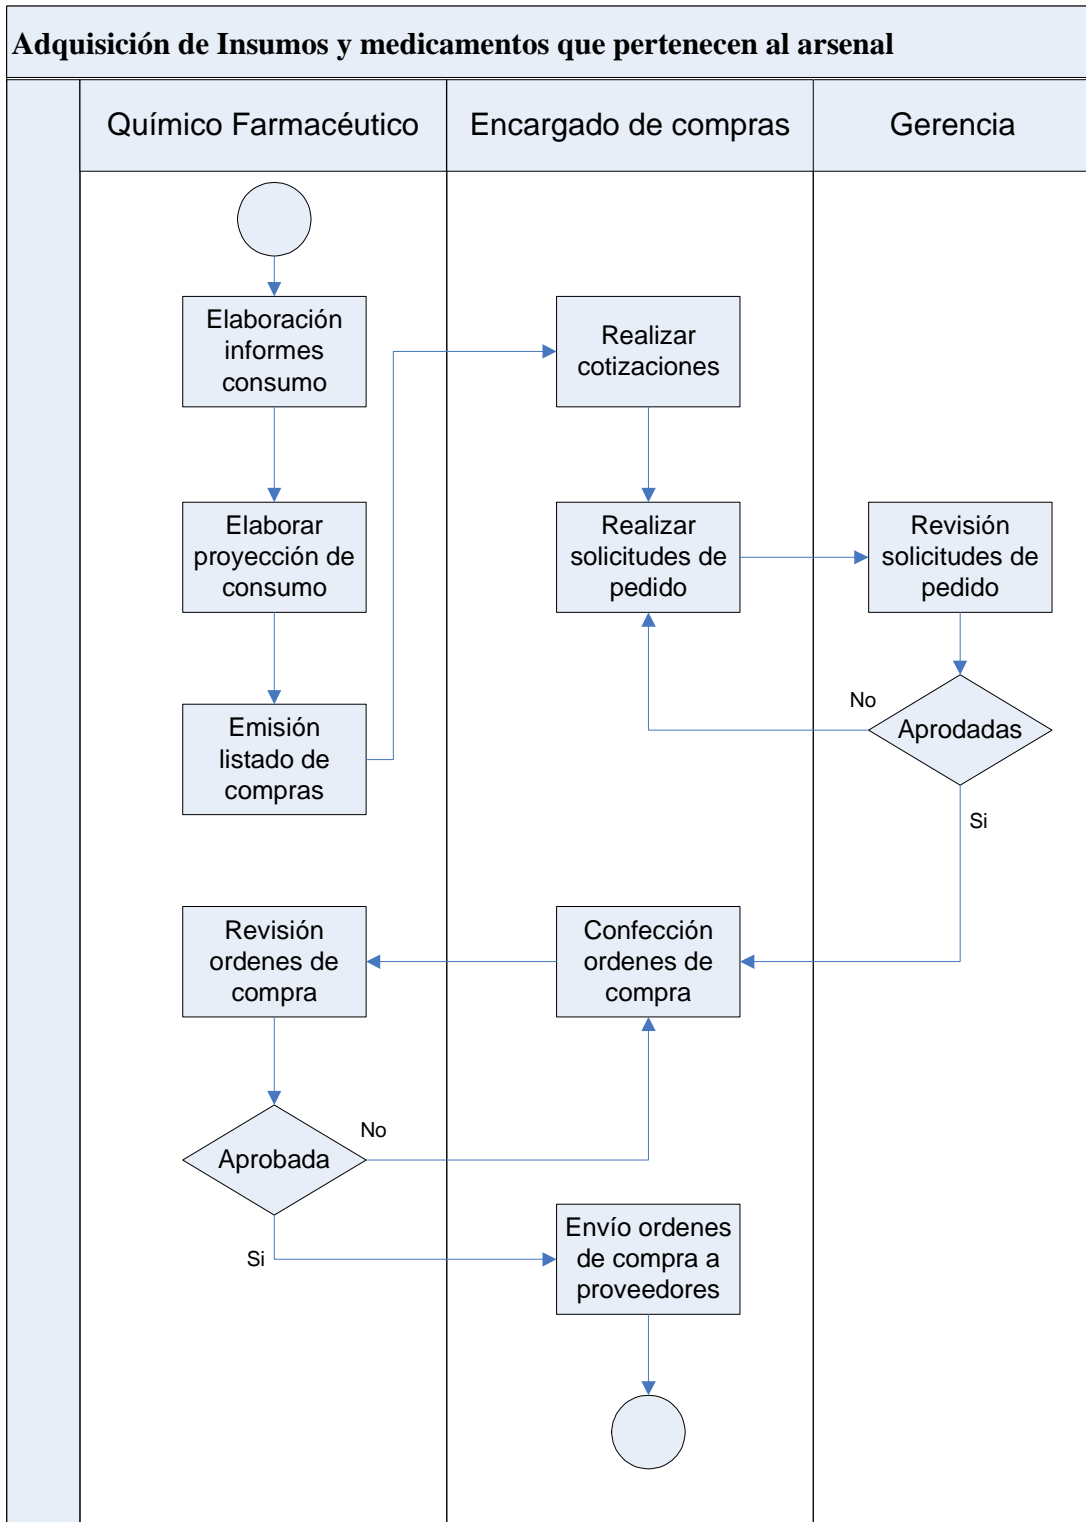 Adquisición de Insumos y medicamentos que pertenecen al arsenal
Químico Farmacéutico
Encargado de compras
Gerencia
Elaboración
informes
consumo
Realizar
cotizaciones
Elaborar
proyección de
consumo
Realizar
solicitudes de
pedido
Revisión
solicitudes de
pedido
Emisión
listado de
compras
No
Aprodadas
Si
Revisión
ordenes de
compra
Confección
ordenes de
compra
Aprobada
No
Si
Envío ordenes
de compra a
proveedores